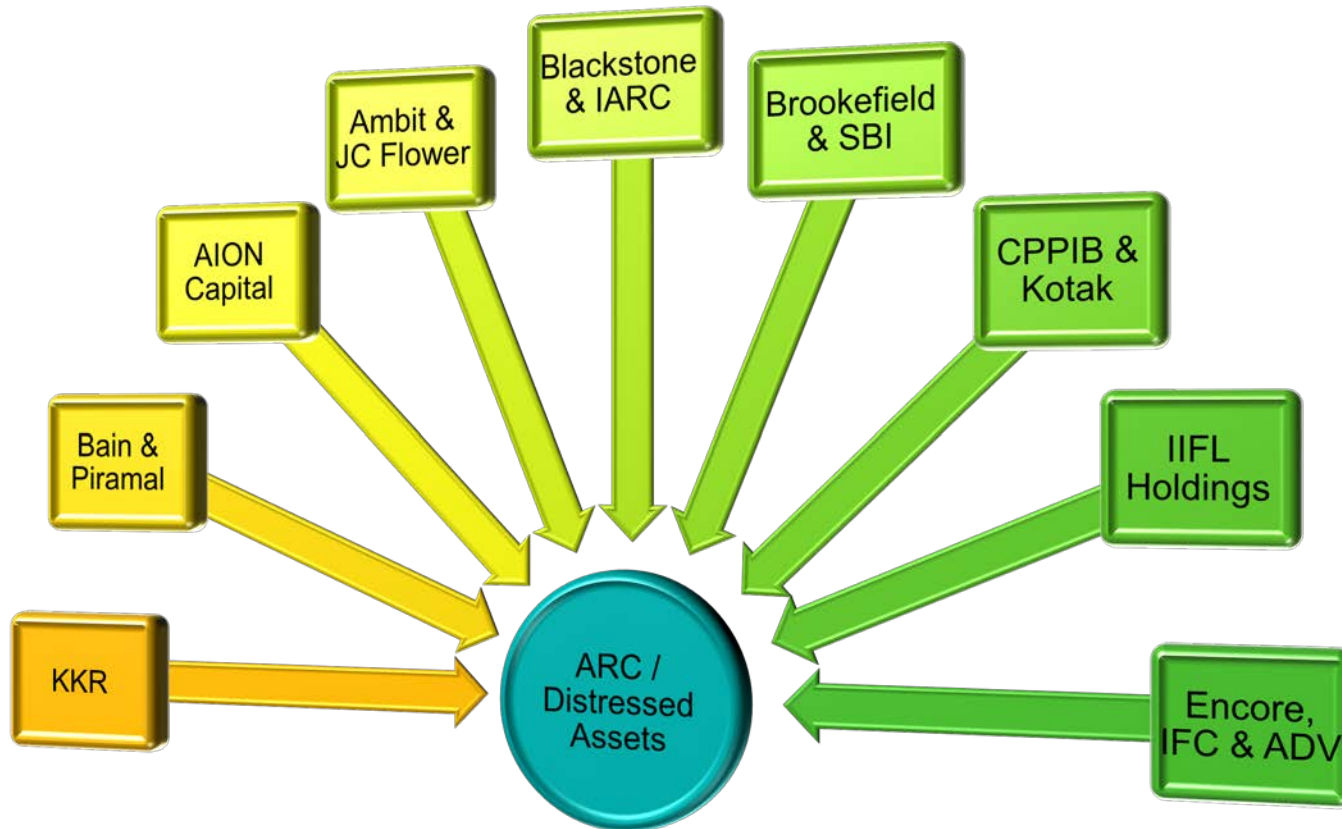 KKR
Bain &
Piramal
AION
Capital
Ambit &
JC Flower
Blackstone
& IARC
Brookefield
& SBI
CPPIB &
Kotak
IIFL
Holdings
Encore,
IFC & ADV
ARC /
Distressed
Assets